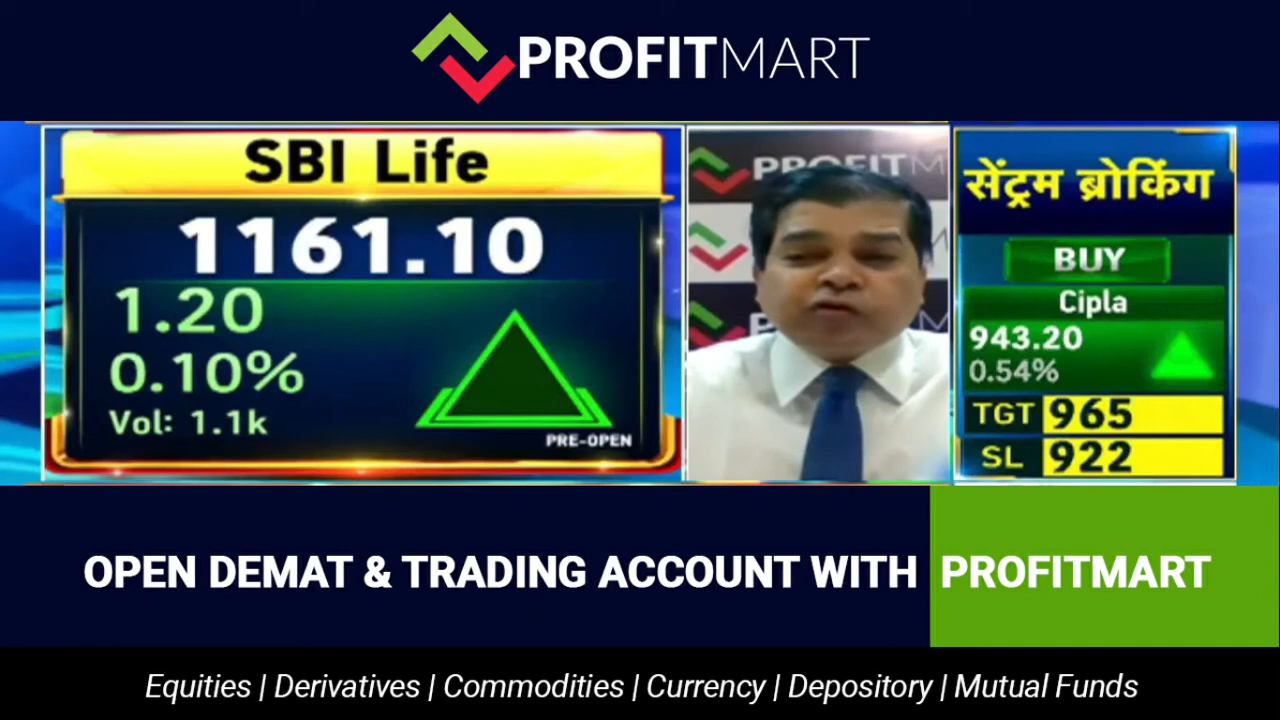 PROFITMART
SBI Life
1161.10
1.20
0.10%
Vol: 1.1k
PRE-OPEN
PROFITM
सेंट्रम ब्रोकिंग
BUY
Cipla
943.20
0.54%
TGT 965
SL 922
OPEN DEMAT & TRADING ACCOUNT WITH PROFITMART
Equities | Derivatives | Commodities | Currency | Depository | Mutual Funds